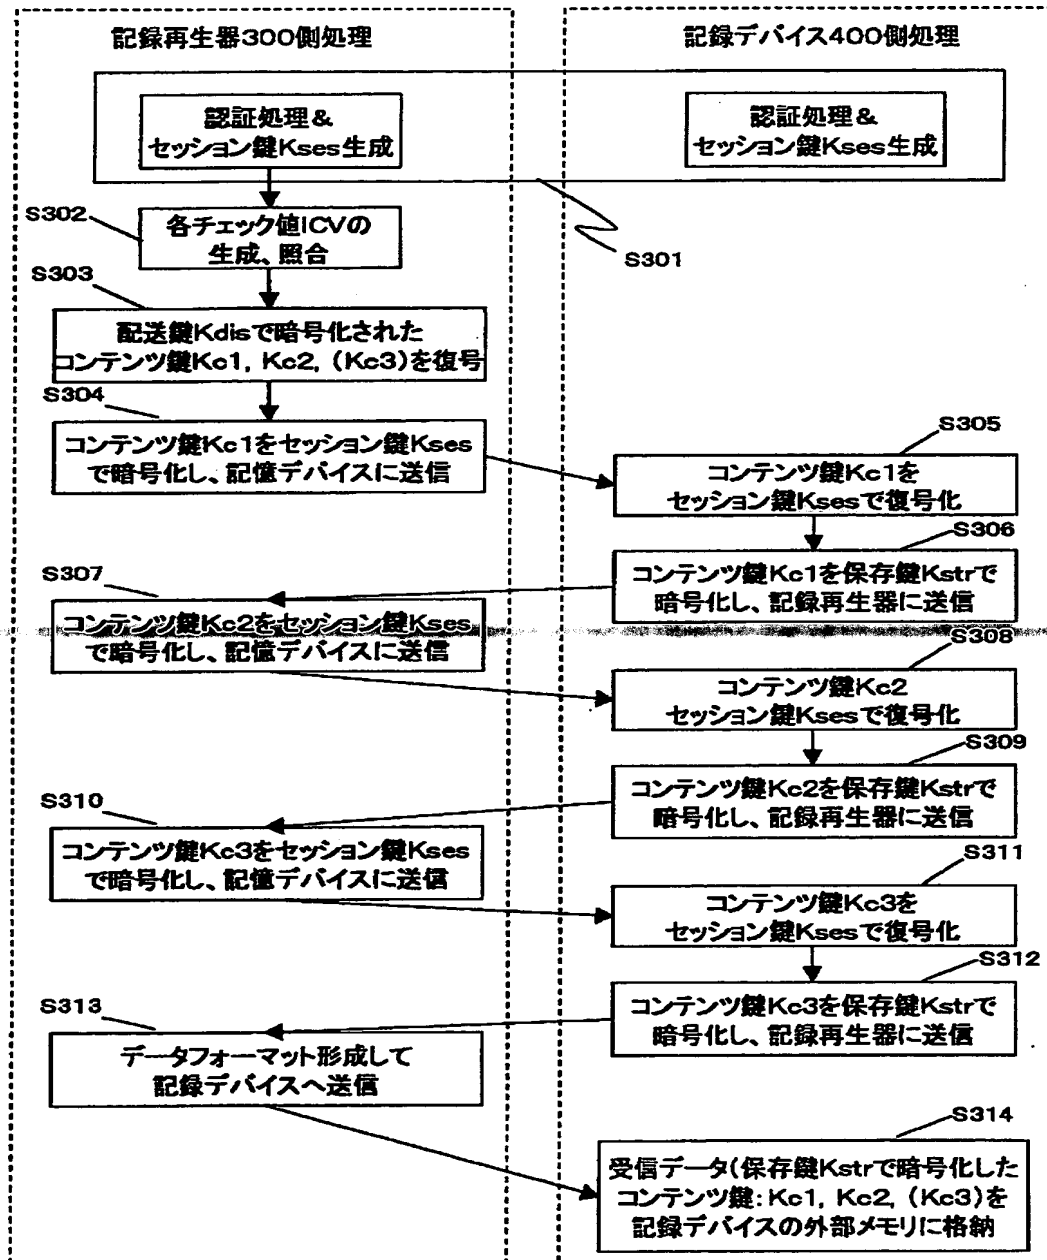 記録再生器300側処理
記録デバイス400側処理
認証処理&
セッション鍵Kses生成
認証処理&
セッション鍵Kses生成
S301
S302
各チェック値ICVの
生成、照合
S303
配送鍵Kdisで暗号化された
コンテンツ鍵Kc1, Kc2, (Kc3)を復号
S304
コンテンツ鍵Kc1をセッション鍵Kses
で暗号化し、記憶デバイスに送信
S305
コンテンツ鍵Kc1を
セッション鍵Ksesで復号化
S306
コンテンツ鍵Kc1を保存鍵Kstrで
暗号化し、記録再生器に送信
S307
コンテンツ鍵Kc2をセッション鍵Kses
で暗号化し、記憶デバイスに送信
S308
コンテンツ鍵Kc2
セッション鍵Ksesで復号化
S309
コンテンツ鍵Kc2を保存鍵Kstrで
暗号化し、記録再生器に送信
S310
コンテンツ鍵Kc3をセッション鍵Kses
で暗号化し、記憶デバイスに送信
S311
コンテンツ鍵Kc3を
セッション鍵Ksesで復号化
S312
コンテンツ鍵Kc3を保存鍵Kstrで
暗号化し、記録再生器に送信
S313
データフォーマット形成して
記録デバイスへ送信
S314
受信データ(保存鍵Kstrで暗号化した
コンテンツ鍵:Kc1, Kc2, (Kc3)を
記録デバイスの外部メモリに格納